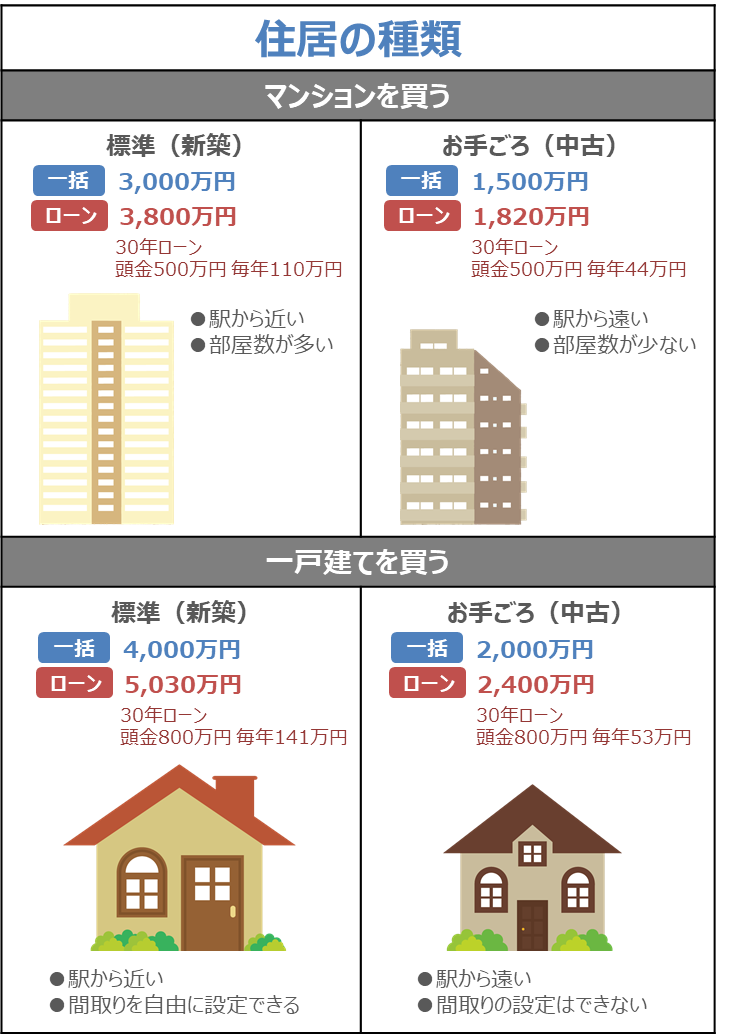 住居の種類
マンションを買う
標準（新築）
一括 3,000万円
ローン 3,800万円
30年ローン
頭金500万円 毎年110万円
●駅から近い
●部屋数が多い
お手ごろ（中古）
一括 1,500万円
ローン 1,820万円
30年ローン
頭金500万円 毎年44万円
●駅から遠い
●部屋数が少ない
一戸建てを買う
標準（新築）
一括 4,000万円
ローン 5,030万円
30年ローン
頭金800万円 毎年141万円
●駅から近い
●間取りを自由に設定できる
お手ごろ（中古）
一括 2,000万円
ローン 2,400万円
30年ローン
頭金800万円 毎年53万円
●駅から遠い
●間取りの設定はできない